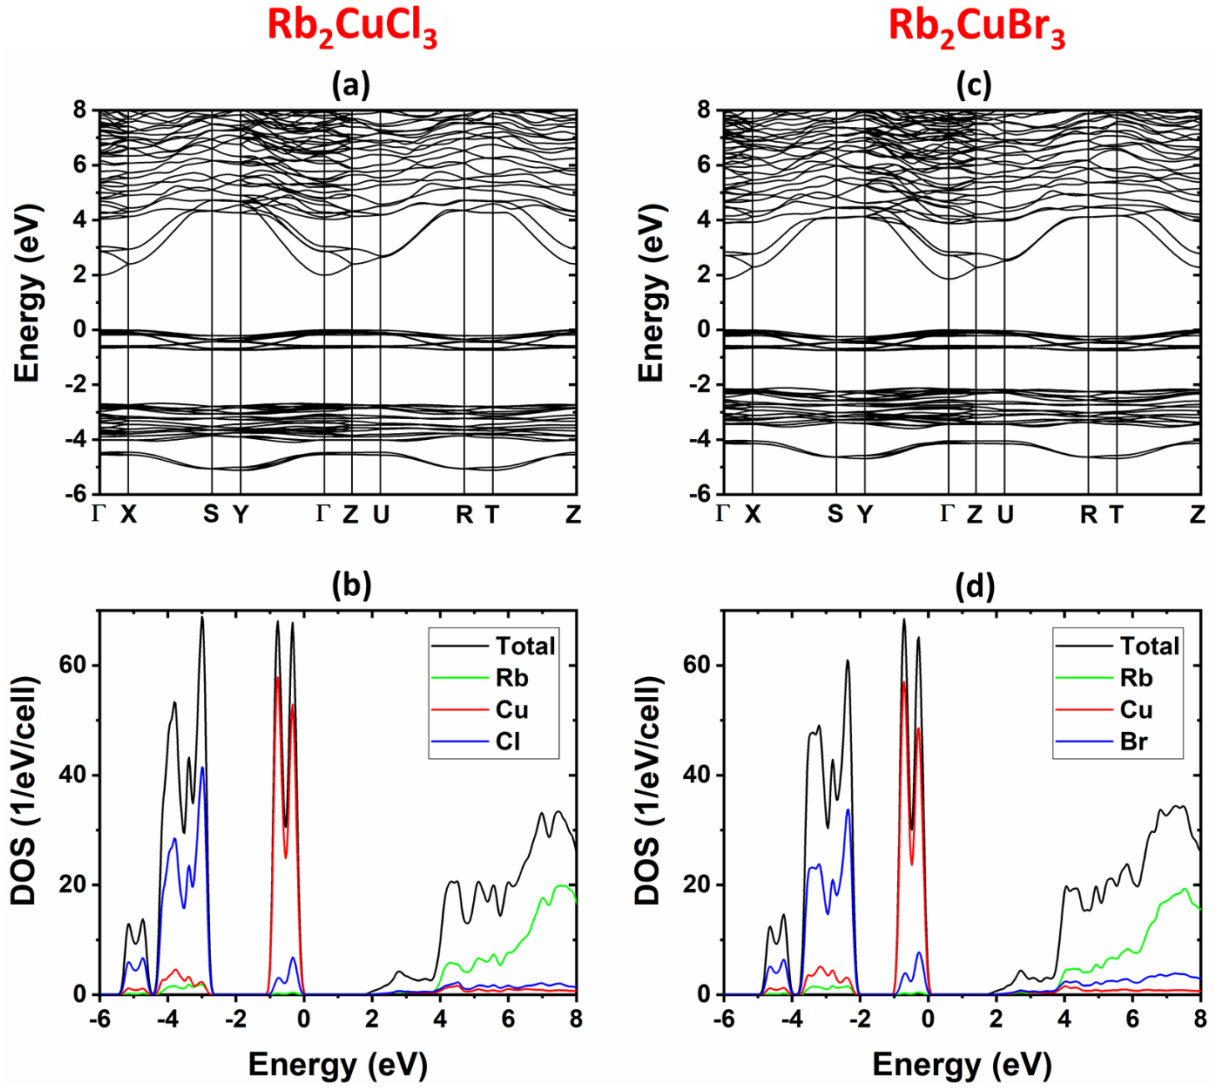 Rb₂CuCl₃
Rb₂CuBr₃
(a)
8
6
4
2
0
-2
-4
-6
Energy (eV)
Γ X S Y Γ Z U R T Z
(c)
8
6
4
2
0
-2
-4
-6
Energy (eV)
Γ X S Y Γ Z U R T Z
(b)
60
40
20
0
DOS (1/eV/cell)
Total
Rb
Cu
Cl
-6 -4 -2 0 2 4 6 8
Energy (eV)
(d)
60
40
20
0
DOS (1/eV/cell)
Total
Rb
Cu
Br
-6 -4 -2 0 2 4 6 8
Energy (eV)